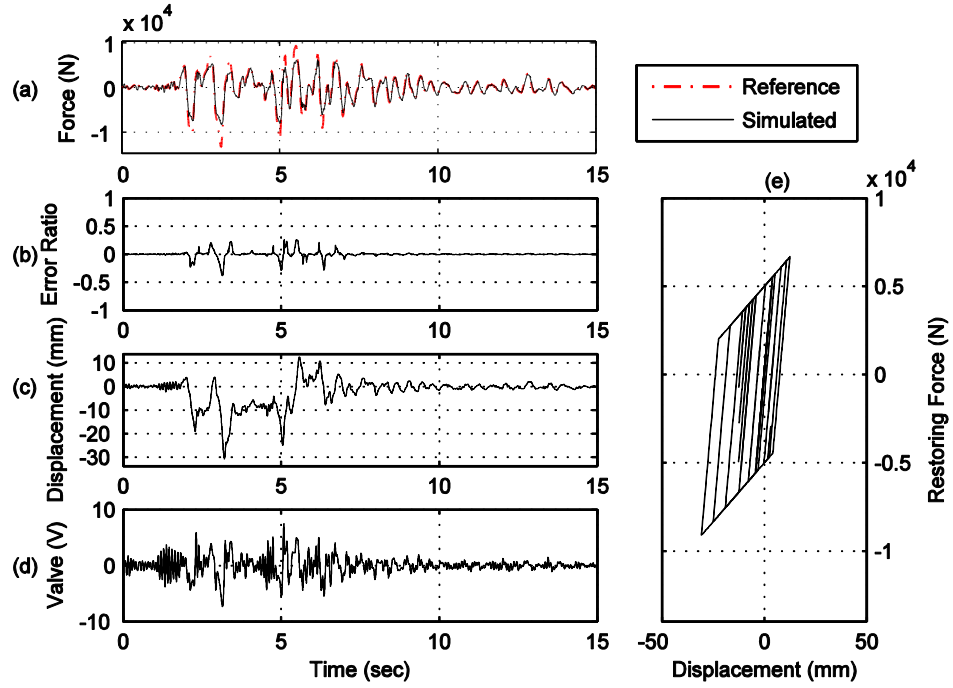 x 10^4
(a)
Force (N)
1
0
-1
0 5 10 15
Reference
Simulated
(b)
Error Ratio
1
0.5
0
-0.5
-1
0 5 10 15
(c)
Displacement (mm)
10
0
-10
-20
-30
0 5 10 15
(d)
Valve (V)
10
0
-10
0 5 10 15
Time (sec)
(e)
x 10^4
1
0.5
0
-0.5
-1
Restoring Force (N)
-50 0 50
Displacement (mm)